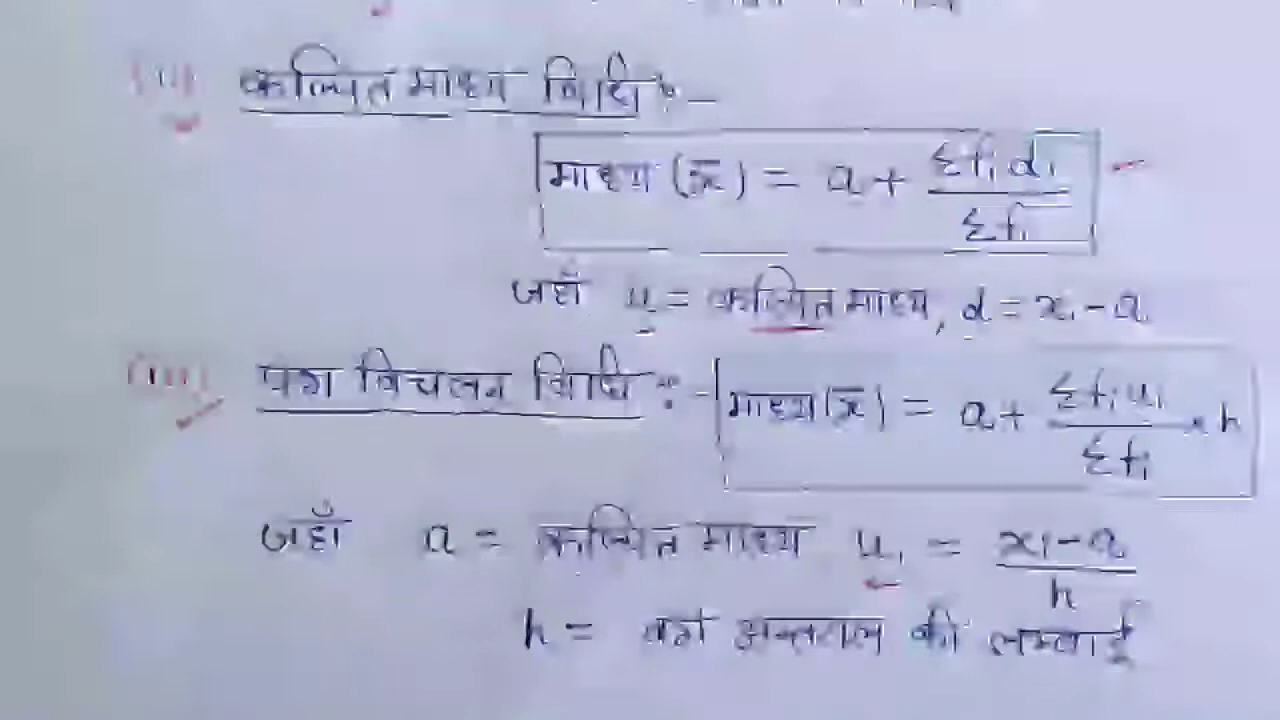 (ii) कल्पित माध्य विधि :-
माध्य (x̄) = a + Σfidi / Σfi
जहाँ a = कल्पित माध्य, d = xi - a
(iii) पग विचलन विधि :- माध्य(x̄) = a + Σfiui / Σfi × h
जहाँ a = कल्पित माध्य ui = xi - a / h
h = वर्ग अन्तराल की लम्बाई